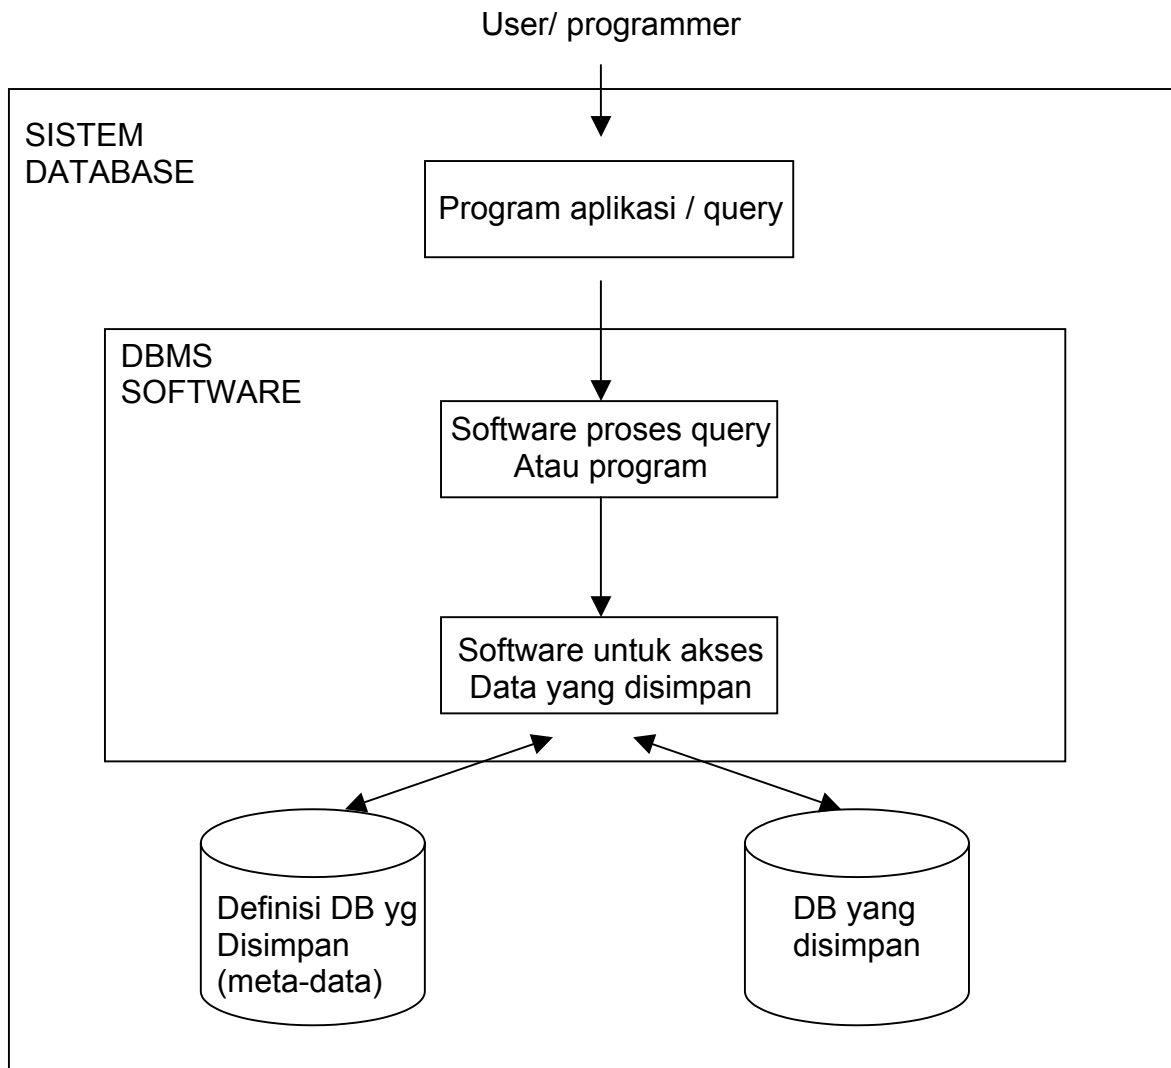 User/ programmer
SISTEM
DATABASE
Program aplikasi / query
DBMS
SOFTWARE
Software proses query
Atau program
Software untuk akses
Data yang disimpan
Definisi DB yg
Disimpan
(meta-data)
DB yang
disimpan